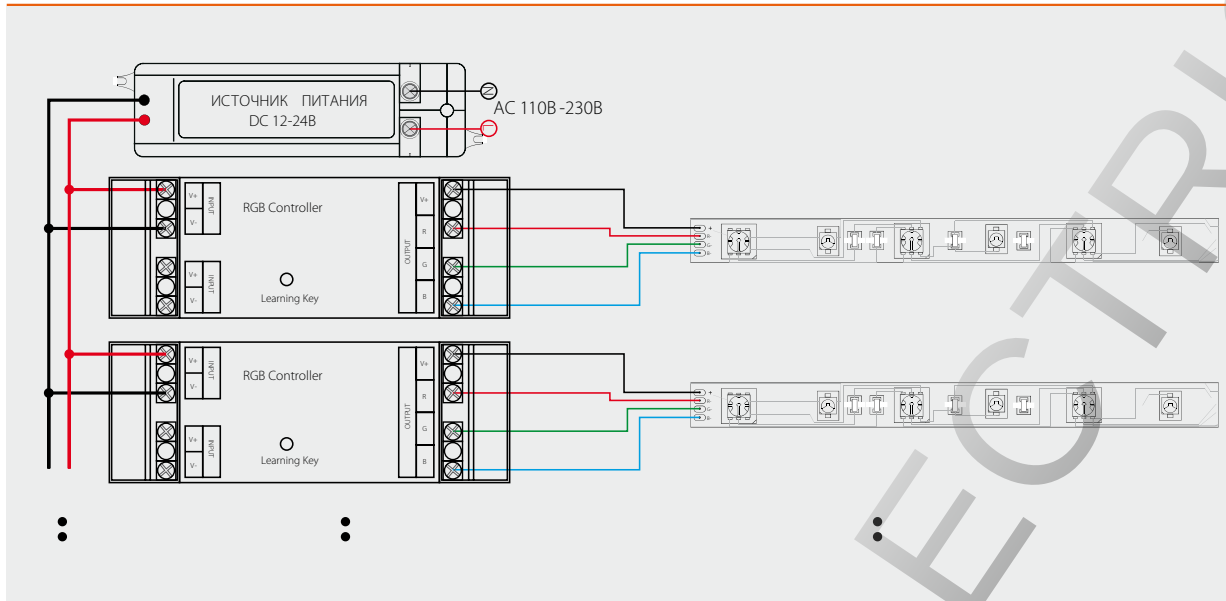 ИСТОЧНИК ПИТАНИЯ
DC 12-24В
N
AC 110В -230В
L
V+
INPUT
V-
RGB Controller
V+
R
OUTPUT
G
B
V+
INPUT
V-
Learning Key
+
R-
G-
B-
V+
INPUT
V-
RGB Controller
V+
R
OUTPUT
G
B
V+
INPUT
V-
Learning Key
+
R-
G-
B-
ECTRI